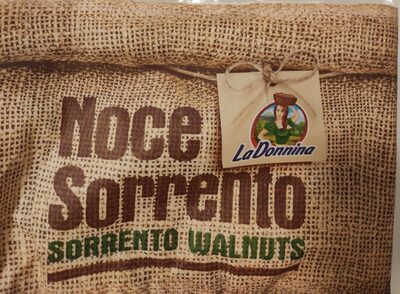 Noce
LaDonnina
Sorrento
SORRENTO WALNUTS